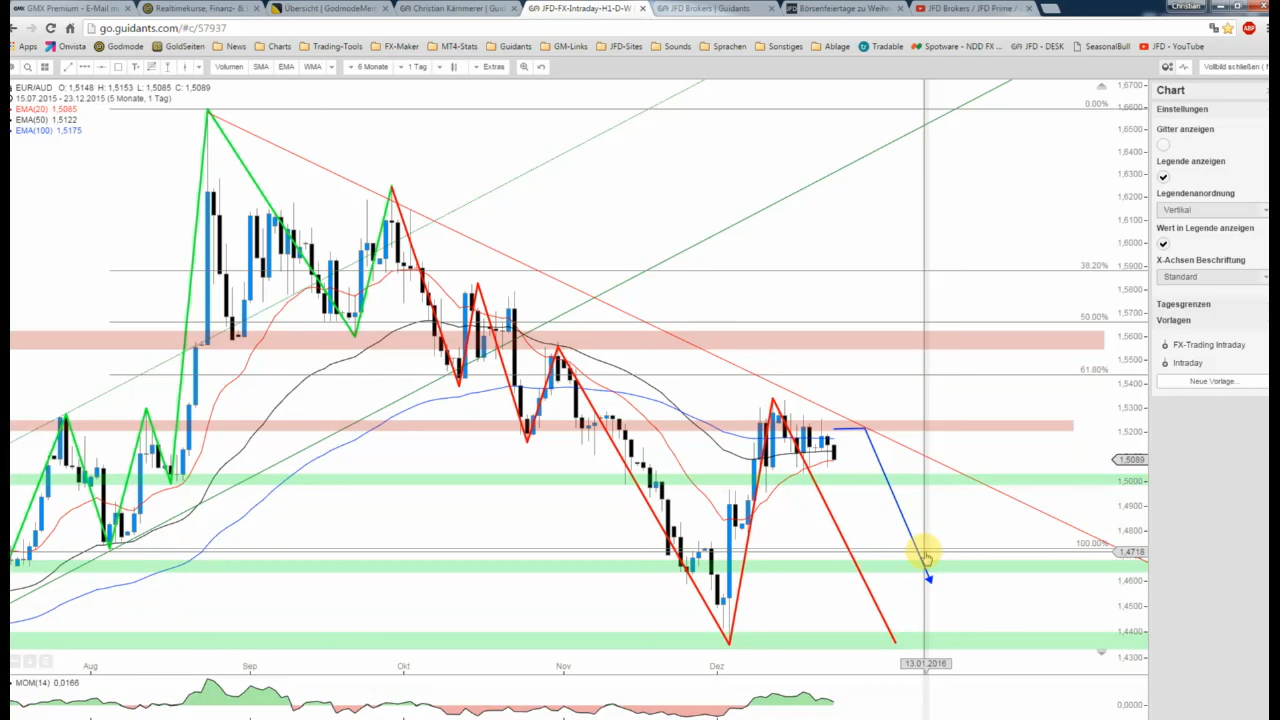 Christian
GMX Premium - E-Mail m
Realtimekurse, Finanz- & 
Übersicht | GodmodeMem
Christian Kämmerer | Guid
JFD-FX-Intraday-H1-D-W
JFD Brokers | Guidants
Börsenfeiertage zu Weihn
JFD Brokers / JFD Prime /
go.guidants.com/#c/57937
Apps
Onvista
Godmode
GoldSeiten
News
Charts
Trading-Tools
FX-Maker
MT4-Stats
Guidants
GM-Links
JFD-Sites
Sounds
Sprachen
Sonstiges
Ablage
Tradable
Spotware - NDD FX ...
JFD - DESK
SeasonalBull
JFD - YouTube
Volumen
SMA
EMA
WMA
6 Monate
1 Tag
Extras
Vollbild schließen ( f
EUR/AUD O: 1,5148 H: 1,5153 L: 1,5085 C: 1,5089
15.07.2015 - 23.12.2015 (5 Monate, 1 Tag)
EMA(20) 1,5085
EMA(50) 1,5122
EMA(100) 1,5175
0.00%
38.20%
50.00%
61.80%
100.00%
1,6700
1,6600
1,6500
1,6400
1,6300
1,6200
1,6100
1,6000
1,5900
1,5800
1,5700
1,5600
1,5500
1,5400
1,5300
1,5200
1,5089
1,5000
1,4900
1,4800
1,4718
1,4600
1,4500
1,4400
1,4300
Aug
Sep
Okt
Nov
Dez
13.01.2016
MOM(14) 0,0166
0,0000
Chart
Einstellungen
Gitter anzeigen
Legende anzeigen
Legendenanordnung
Vertikal
Wert in Legende anzeigen
X-Achsen Beschriftung
Standard
Tagesgrenzen
Vorlagen
FX-Trading Intraday
Intraday
Neue Vorlage...